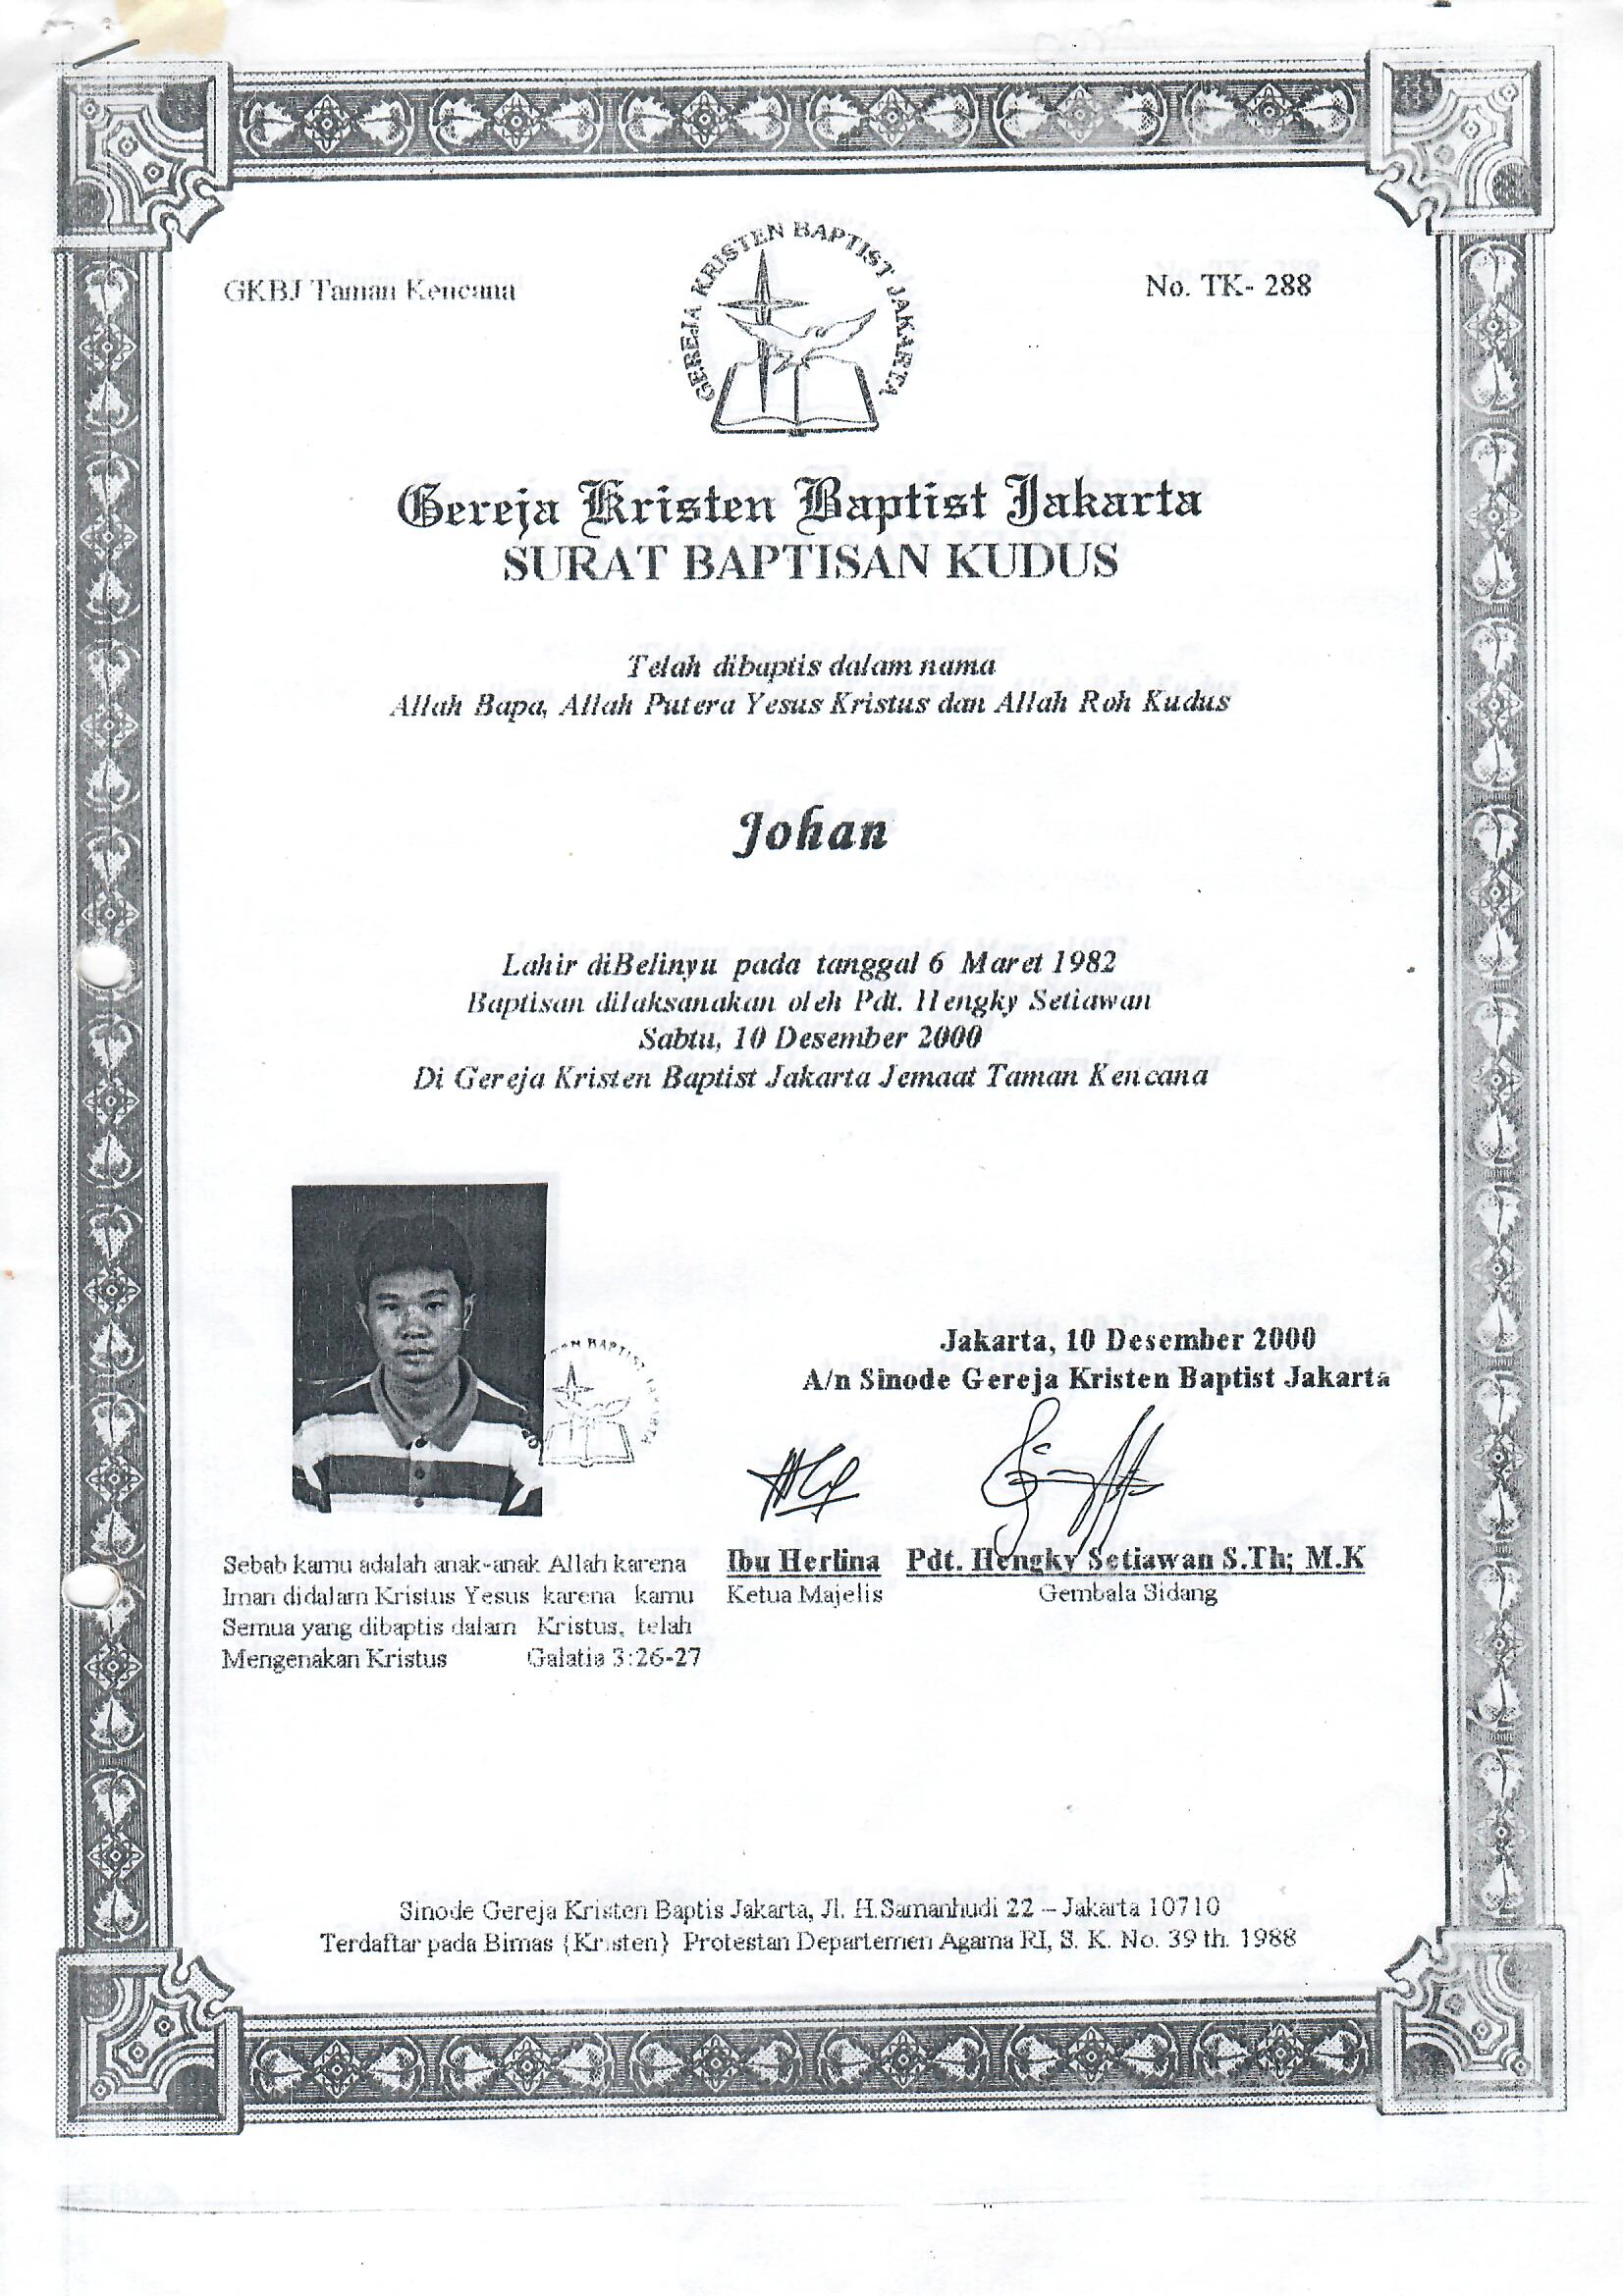 GKBJ Taman Kencana
No. TK- 288
GEREJA KRISTEN BAPTIST JAKARTA
Gereja Kristen Baptist Jakarta
SURAT BAPTISAN KUDUS
Telah dibaptis dalam nama
Allah Bapa, Allah Putera Yesus Kristus dan Allah Roh Kudus
Johan
Lahir diBelinyu pada tanggal 6 Maret 1982
Baptisan dilaksanakan oleh Pdt. Hengky Setiawan
Sabtu, 10 Desember 2000
Di Gereja Kristen Baptist Jakarta Jemaat Taman Kencana
Jakarta, 10 Desember 2000
A/n Sinode Gereja Kristen Baptist Jakarta
BAPTIST
Ibu Herlina Pdt. Hengky Setiawan S.Th; M.K
Ketua Majelis Gembala Sidang
Sebab kamu adalah anak-anak Allah karena
Iman didalam Kristus Yesus karena kamu
Semua yang dibaptis dalam Kristus, telah
Mengenakan Kristus Galatia 3:26-27
Sinode Gereja Kristen Baptis Jakarta, Jl. H.Samanhudi 22 – Jakarta 10710
Terdaftar pada Bimas {Kristen} Protestan Departemen Agama RI, S. K. No. 39 th. 1988